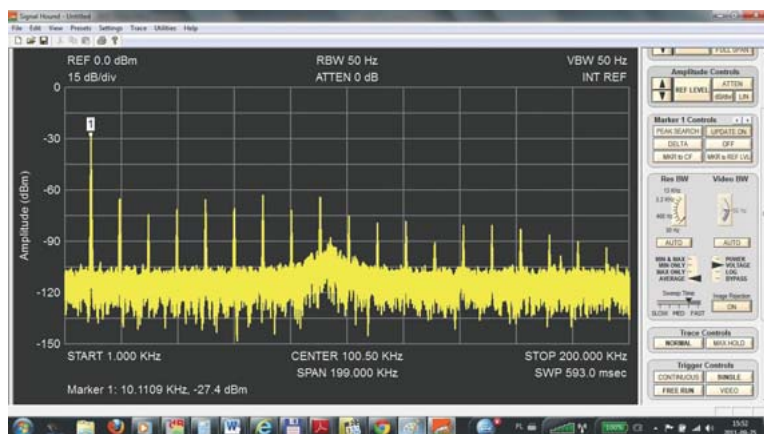 Signal Hound - Untitled
File Edit View Presets Settings Trace Utilities Help
REF 0.0 dBm RBW 50 Hz VBW 50 Hz
15 dB/div ATTEN 0 dB INT REF
0
-30
-60
-90
-120
-150
Amplitude (dBm)
1
START 1.000 KHz CENTER 100.50 KHz STOP 200.000 KHz
SPAN 199.000 KHz SWP 593.0 msec
Marker 1: 10.1109 KHz, -27.4 dBm
FULL SPAN
Amplitude Controls
REF LEVEL ATTEN
LIN
Marker 1 Controls
PEAK SEARCH UPDATE ON
DELTA OFF
MKR to CF MKR to REF LVL
Res BW Video BW
AUTO AUTO
MIN & MAX
MIN ONLY
MAX ONLY
AVERAGE
POWER
VOLTAGE
LOG
BYPASS
Sweep Time
SLOW MED FAST
Image Rejection
ON
Trace Controls
NORMAL MAX HOLD
Trigger Controls
CONTINUOUS SINGLE
FREE RUN VIDEO
PL
100%
15:52